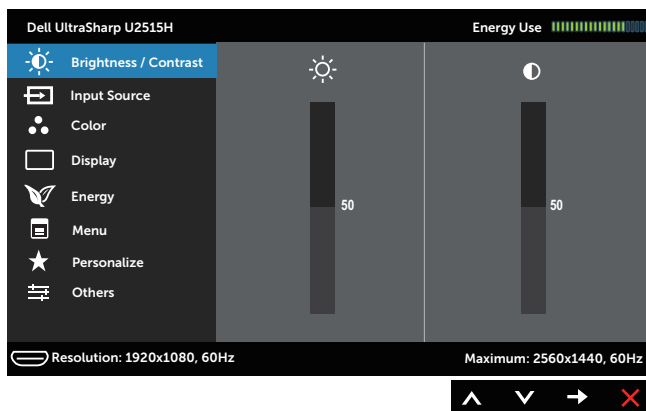 Dell UltraSharp U2515H
Energy Use
Brightness / Contrast
Input Source
Color
Display
Energy
Menu
Personalize
Others
50
50
Resolution: 1920x1080, 60Hz
Maximum: 2560x1440, 60Hz